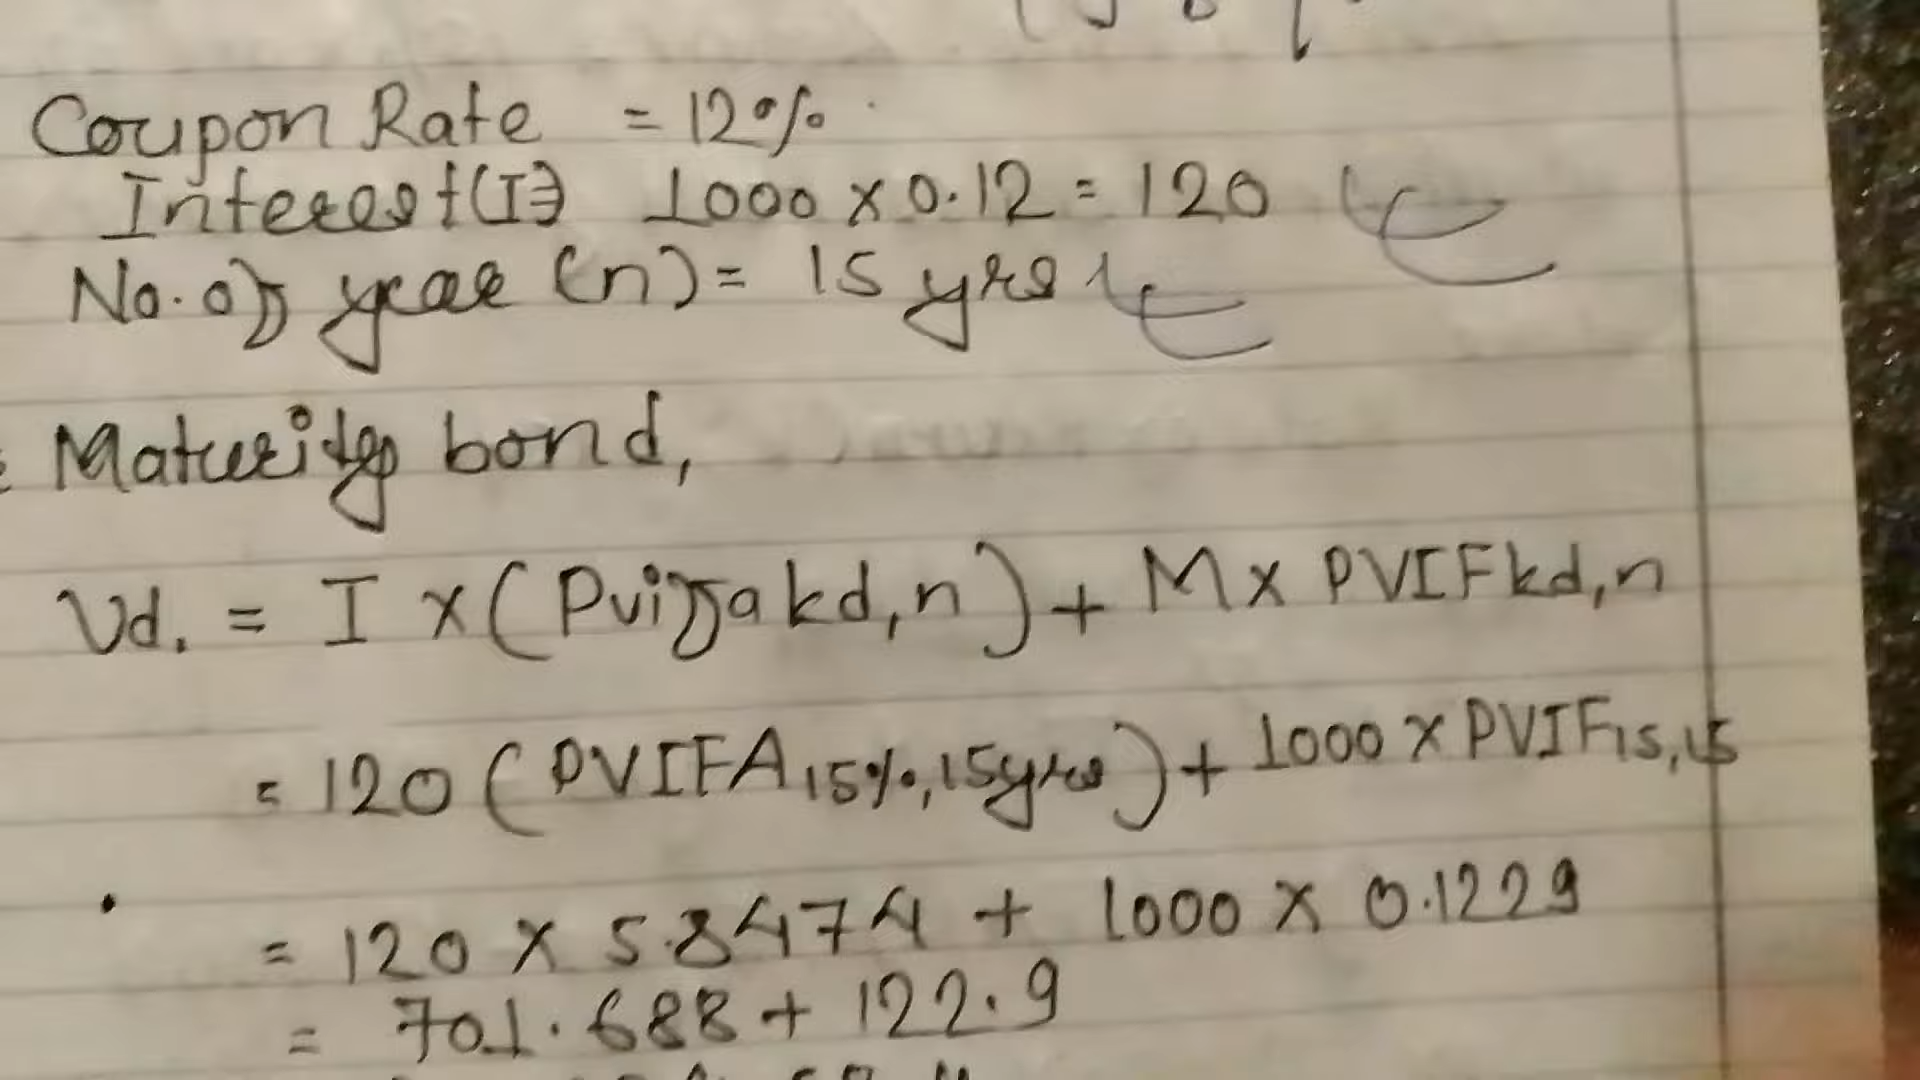 Coupon Rate = 12%
Interest (I) 1000 x 0.12 = 120
No. of year (n) = 15 yrs
Maturity bond,
Vd. = I x (Pvifa kd,n) + M x PVIF kd,n
= 120 (PVIFA 15%, 15yrs) + 1000 x PVIF 15,15
= 120 x 5.8474 + 1000 x 0.1229
= 701.688 + 122.9